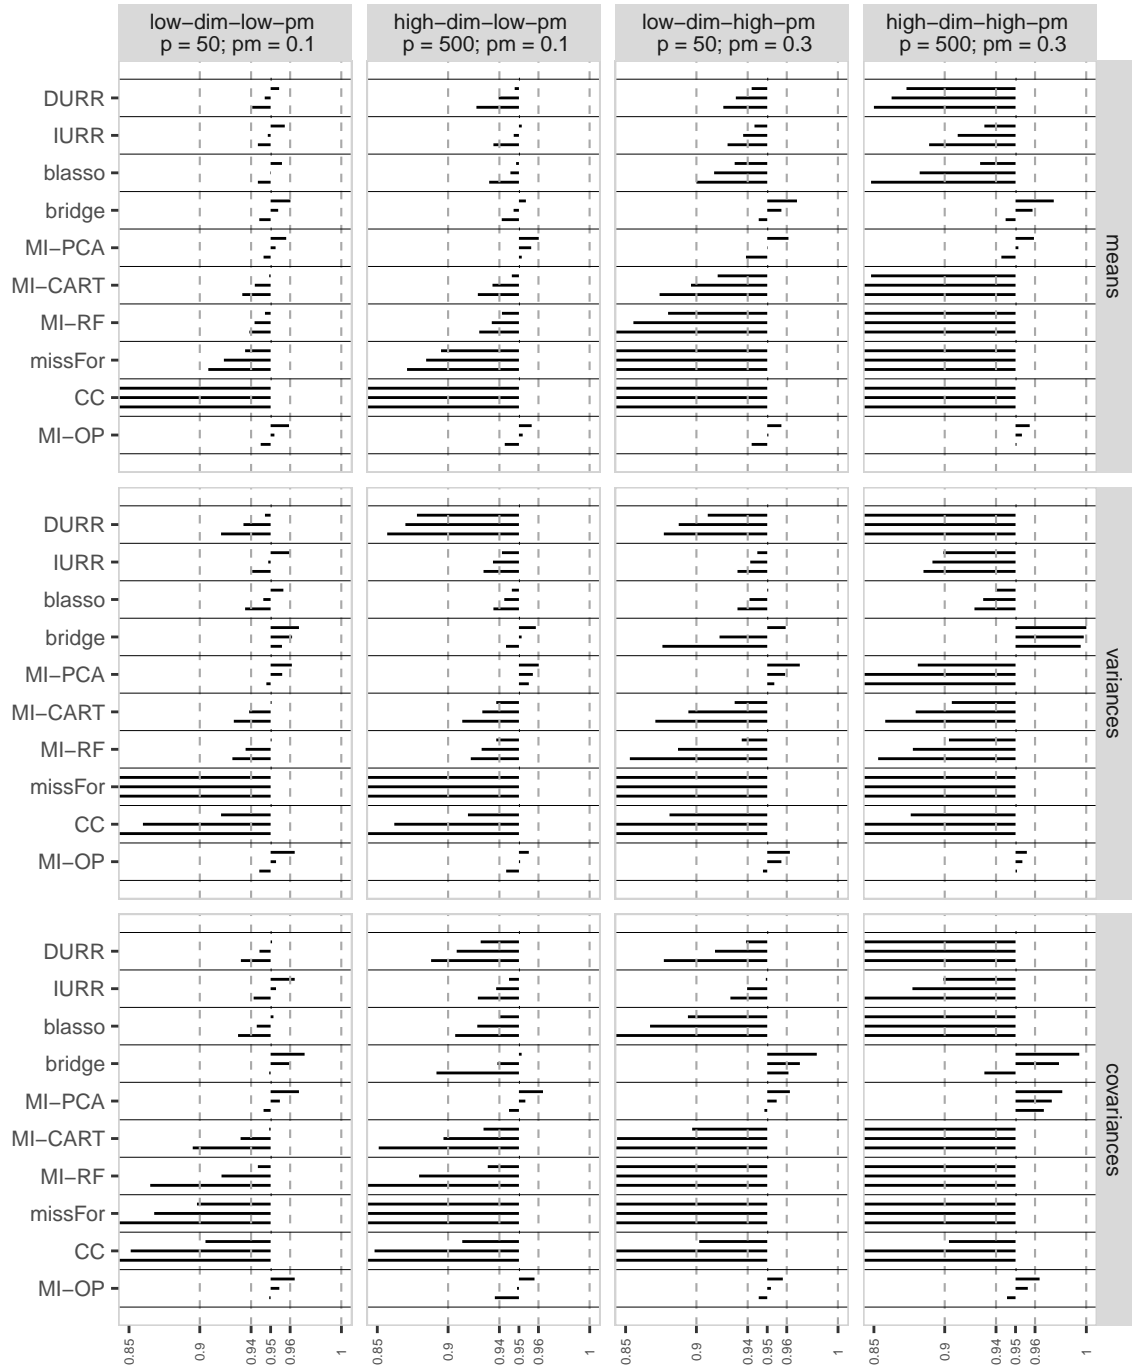 low−dim−low−pm
p = 50; pm = 0.1
high−dim−low−pm
p = 500; pm = 0.1
low−dim−high−pm
p = 50; pm = 0.3
high−dim−high−pm
p = 500; pm = 0.3
DURR
IURR
blasso
bridge
MI−PCA
MI−CART
MI−RF
missFor
CC
MI−OP
means
DURR
IURR
blasso
bridge
MI−PCA
MI−CART
MI−RF
missFor
CC
MI−OP
variances
DURR
IURR
blasso
bridge
MI−PCA
MI−CART
MI−RF
missFor
CC
MI−OP
covariances
0.85
0.9
0.94
0.95
0.96
1
0.85
0.9
0.94
0.95
0.96
1
0.85
0.9
0.94
0.95
0.96
1
0.85
0.9
0.94
0.95
0.96
1